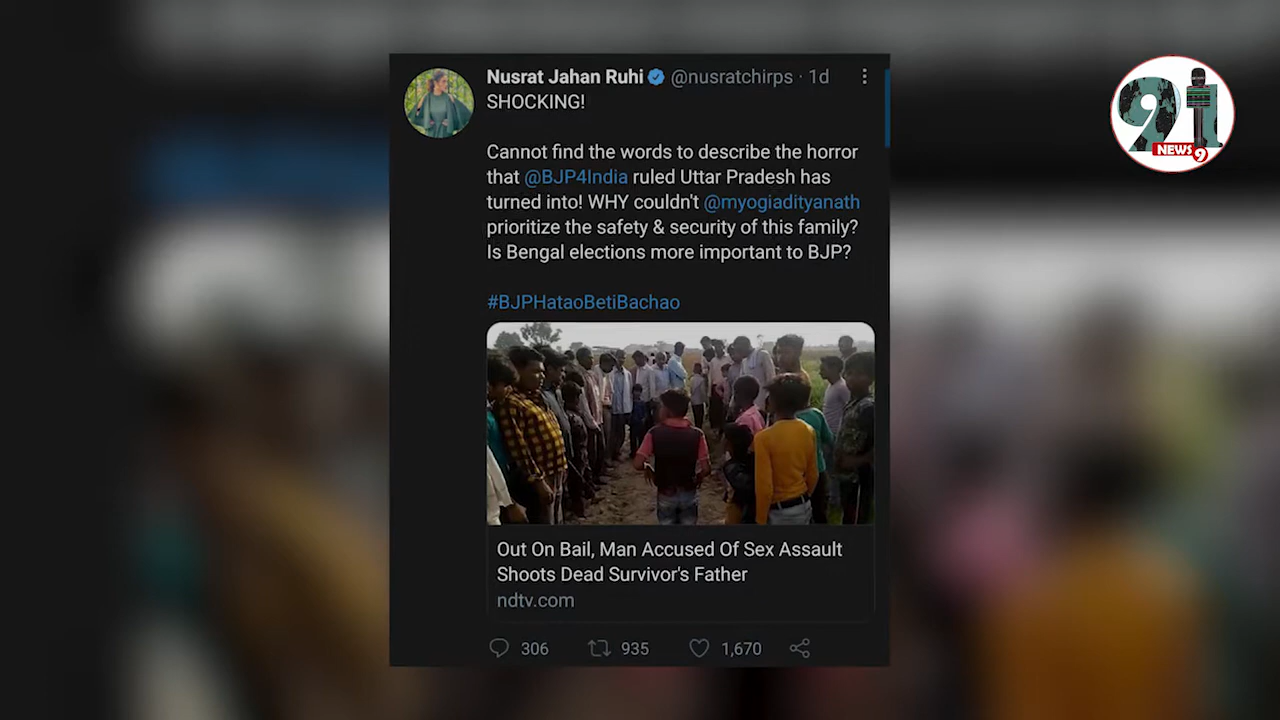 Nusrat Jahan Ruhi @nusratchirps · 1d
SHOCKING!
Cannot find the words to describe the horror
that @BJP4India ruled Uttar Pradesh has
turned into! WHY couldn't @myogiadityanath
prioritize the safety & security of this family?
Is Bengal elections more important to BJP?
#BJPHataoBetiBachao
Out On Bail, Man Accused Of Sex Assault
Shoots Dead Survivor's Father
ndtv.com
306 935 1,670
91
NEWS 9